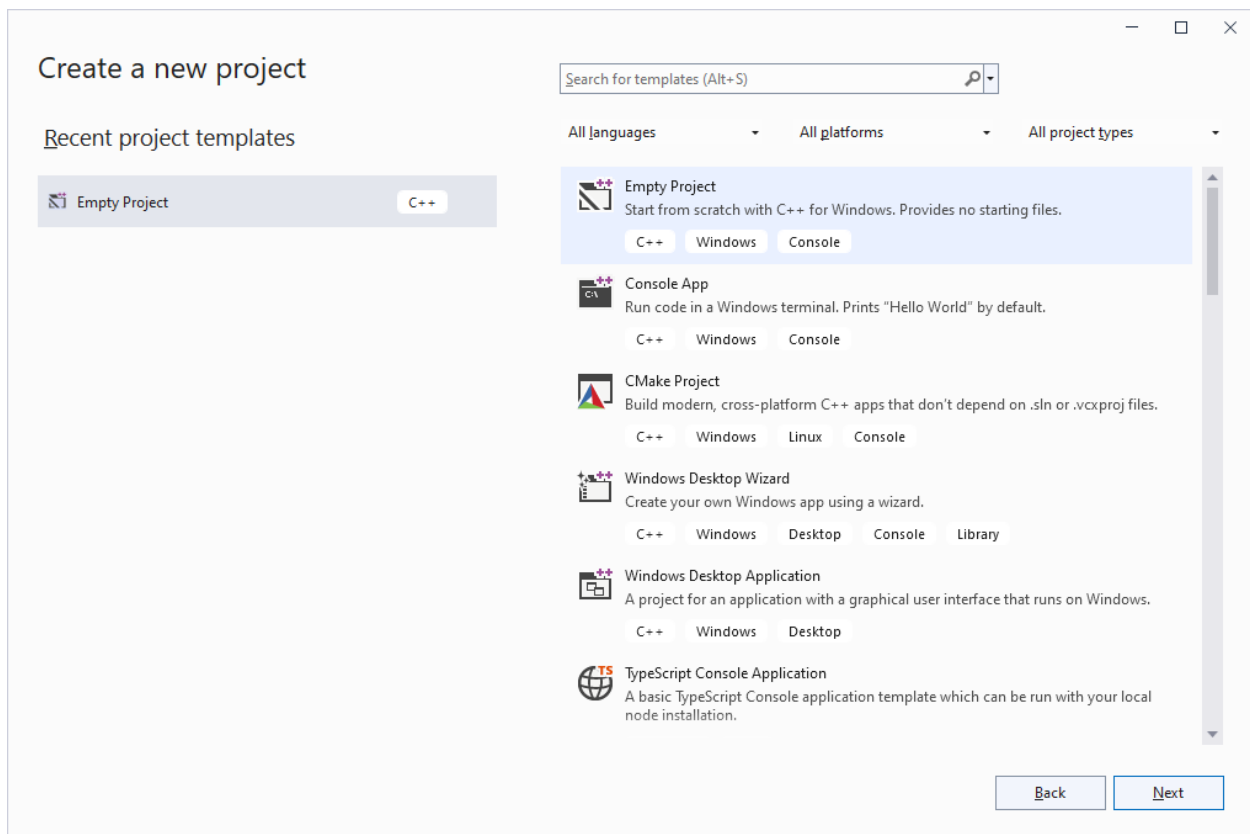 Create a new project
Search for templates (Alt+S)
Recent project templates
All languages
All platforms
All project types
Empty Project
C++
Empty Project
Start from scratch with C++ for Windows. Provides no starting files.
C++ Windows Console
Console App
Run code in a Windows terminal. Prints "Hello World" by default.
C++ Windows Console
CMake Project
Build modern, cross-platform C++ apps that don't depend on .sln or .vcxproj files.
C++ Windows Linux Console
Windows Desktop Wizard
Create your own Windows app using a wizard.
C++ Windows Desktop Console Library
Windows Desktop Application
A project for an application with a graphical user interface that runs on Windows.
C++ Windows Desktop
TS
TypeScript Console Application
A basic TypeScript Console application template which can be run with your local
node installation.
Back
Next